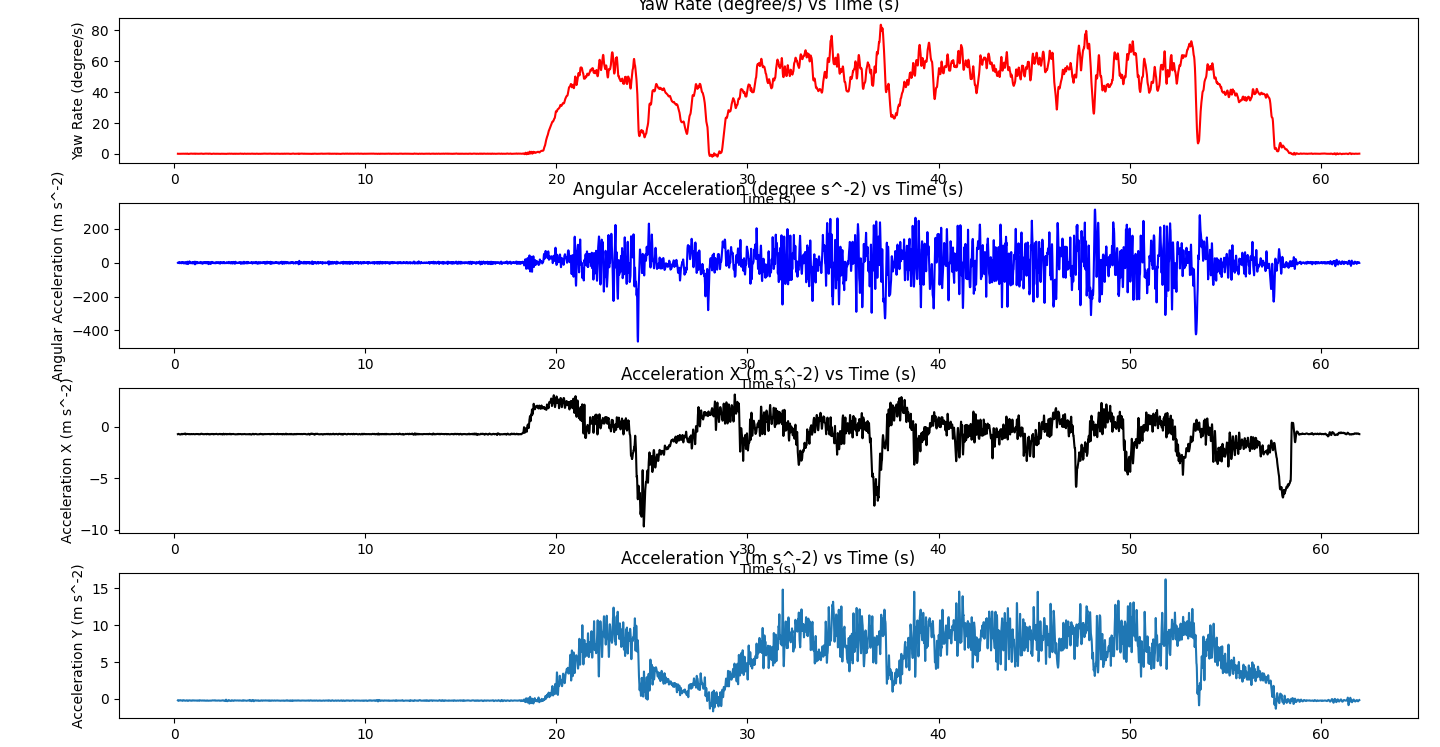 Yaw Rate (degree/s) vs Time (s)
Yaw Rate (degree/s)
80
60
40
20
0
0 10 20 30 40 50 60
Time (s)
Angular Acceleration (degree s^-2) vs Time (s)
Angular Acceleration (m s^-2)
200
0
−200
−400
0 10 20 30 40 50 60
Time (s)
Acceleration X (m s^-2) vs Time (s)
Acceleration X (m s^-2)
0
−5
−10
0 10 20 30 40 50 60
Time (s)
Acceleration Y (m s^-2) vs Time (s)
Acceleration Y (m s^-2)
15
10
5
0
0 10 20 30 40 50 60